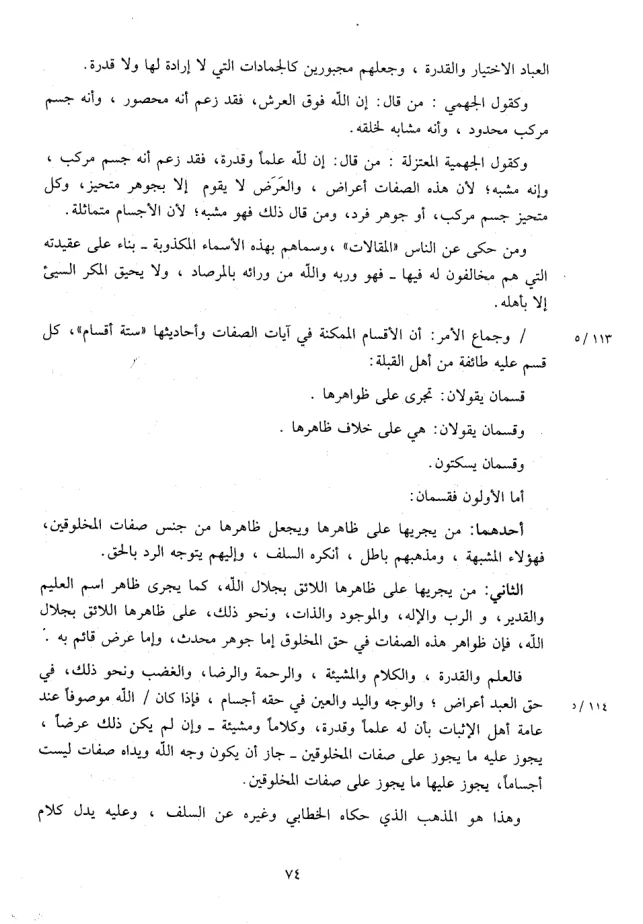 العباد الاختيار والقدرة ، وجعلهم مجبورين كالجمادات التي لا إرادة لها ولا قدرة.
وكقول الجهمي : من قال: إن الله فوق العرش، فقد زعم أنه محصور ، وأنه جسم
مركب محدود ، وأنه مشابه لخلقه.
وكقول الجهمية المعتزلة : من قال: إن لله علماً وقدرة، فقد زعم أنه جسم مركب ،
وإنه مشبه؛ لأن هذه الصفات أعراض ، والعَرَض لا يقوم إلا بجوهر متحيز، وكل
متحيز جسم مركب، أو جوهر فرد، ومن قال ذلك فهو مشبه؛ لأن الأجسام متماثلة.
ومن حكى عن الناس «المقالات» ،وسماهم بهذه الأسماء المكذوبة ـ بناء على عقيدته
التي هم مخالفون له فيها ـ فهو وربه والله من ورائه بالمرصاد ، ولا يحيق المكر السيئ
إلا بأهله.
/ وجماع الأمر: أن الأقسام الممكنة في آيات الصفات وأحاديثها «ستة أقسام»، كل ٥/١١٣
قسم عليه طائفة من أهل القبلة:
قسمان يقولان: تجرى على ظواهرها .
وقسمان يقولان: هي على خلاف ظاهرها .
وقسمان يسكتون.
أما الأولون فقسمان:
أحدهما: من يجريها على ظاهرها ويجعل ظاهرها من جنس صفات المخلوقين،
فهؤلاء المشبهة ، ومذهبهم باطل ، أنكره السلف ، وإليهم يتوجه الرد بالحق.
الثاني: من يجريها على ظاهرها اللائق بجلال الله، كما يجرى ظاهر اسم العليم
والقدير، و الرب والإله، والموجود والذات، ونحو ذلك، على ظاهرها اللائق بجلال
الله، فإن ظواهر هذه الصفات في حق المخلوق إما جوهر محدث، وإما عرض قائم به .
فالعلم والقدرة ، والكلام والمشيئة ، والرحمة والرضا، والغضب ونحو ذلك، في
حق العبد أعراض ؛ والوجه واليد والعين في حقه أجسام ، فإذا كان / الله موصوفاً عند ٥/١١٤
عامة أهل الإثبات بأن له علماً وقدرة، وكلاماً ومشيئة ـ وإن لم يكن ذلك عرضاً ،
يجوز عليه ما يجوز على صفات المخلوقين ـ جاز أن يكون وجه الله ويداه صفات ليست
أجساماً، يجوز عليها ما يجوز على صفات المخلوقين.
وهذا هو المذهب الذي حكاه الخطابي وغيره عن السلف ، وعليه يدل كلام
٧٤